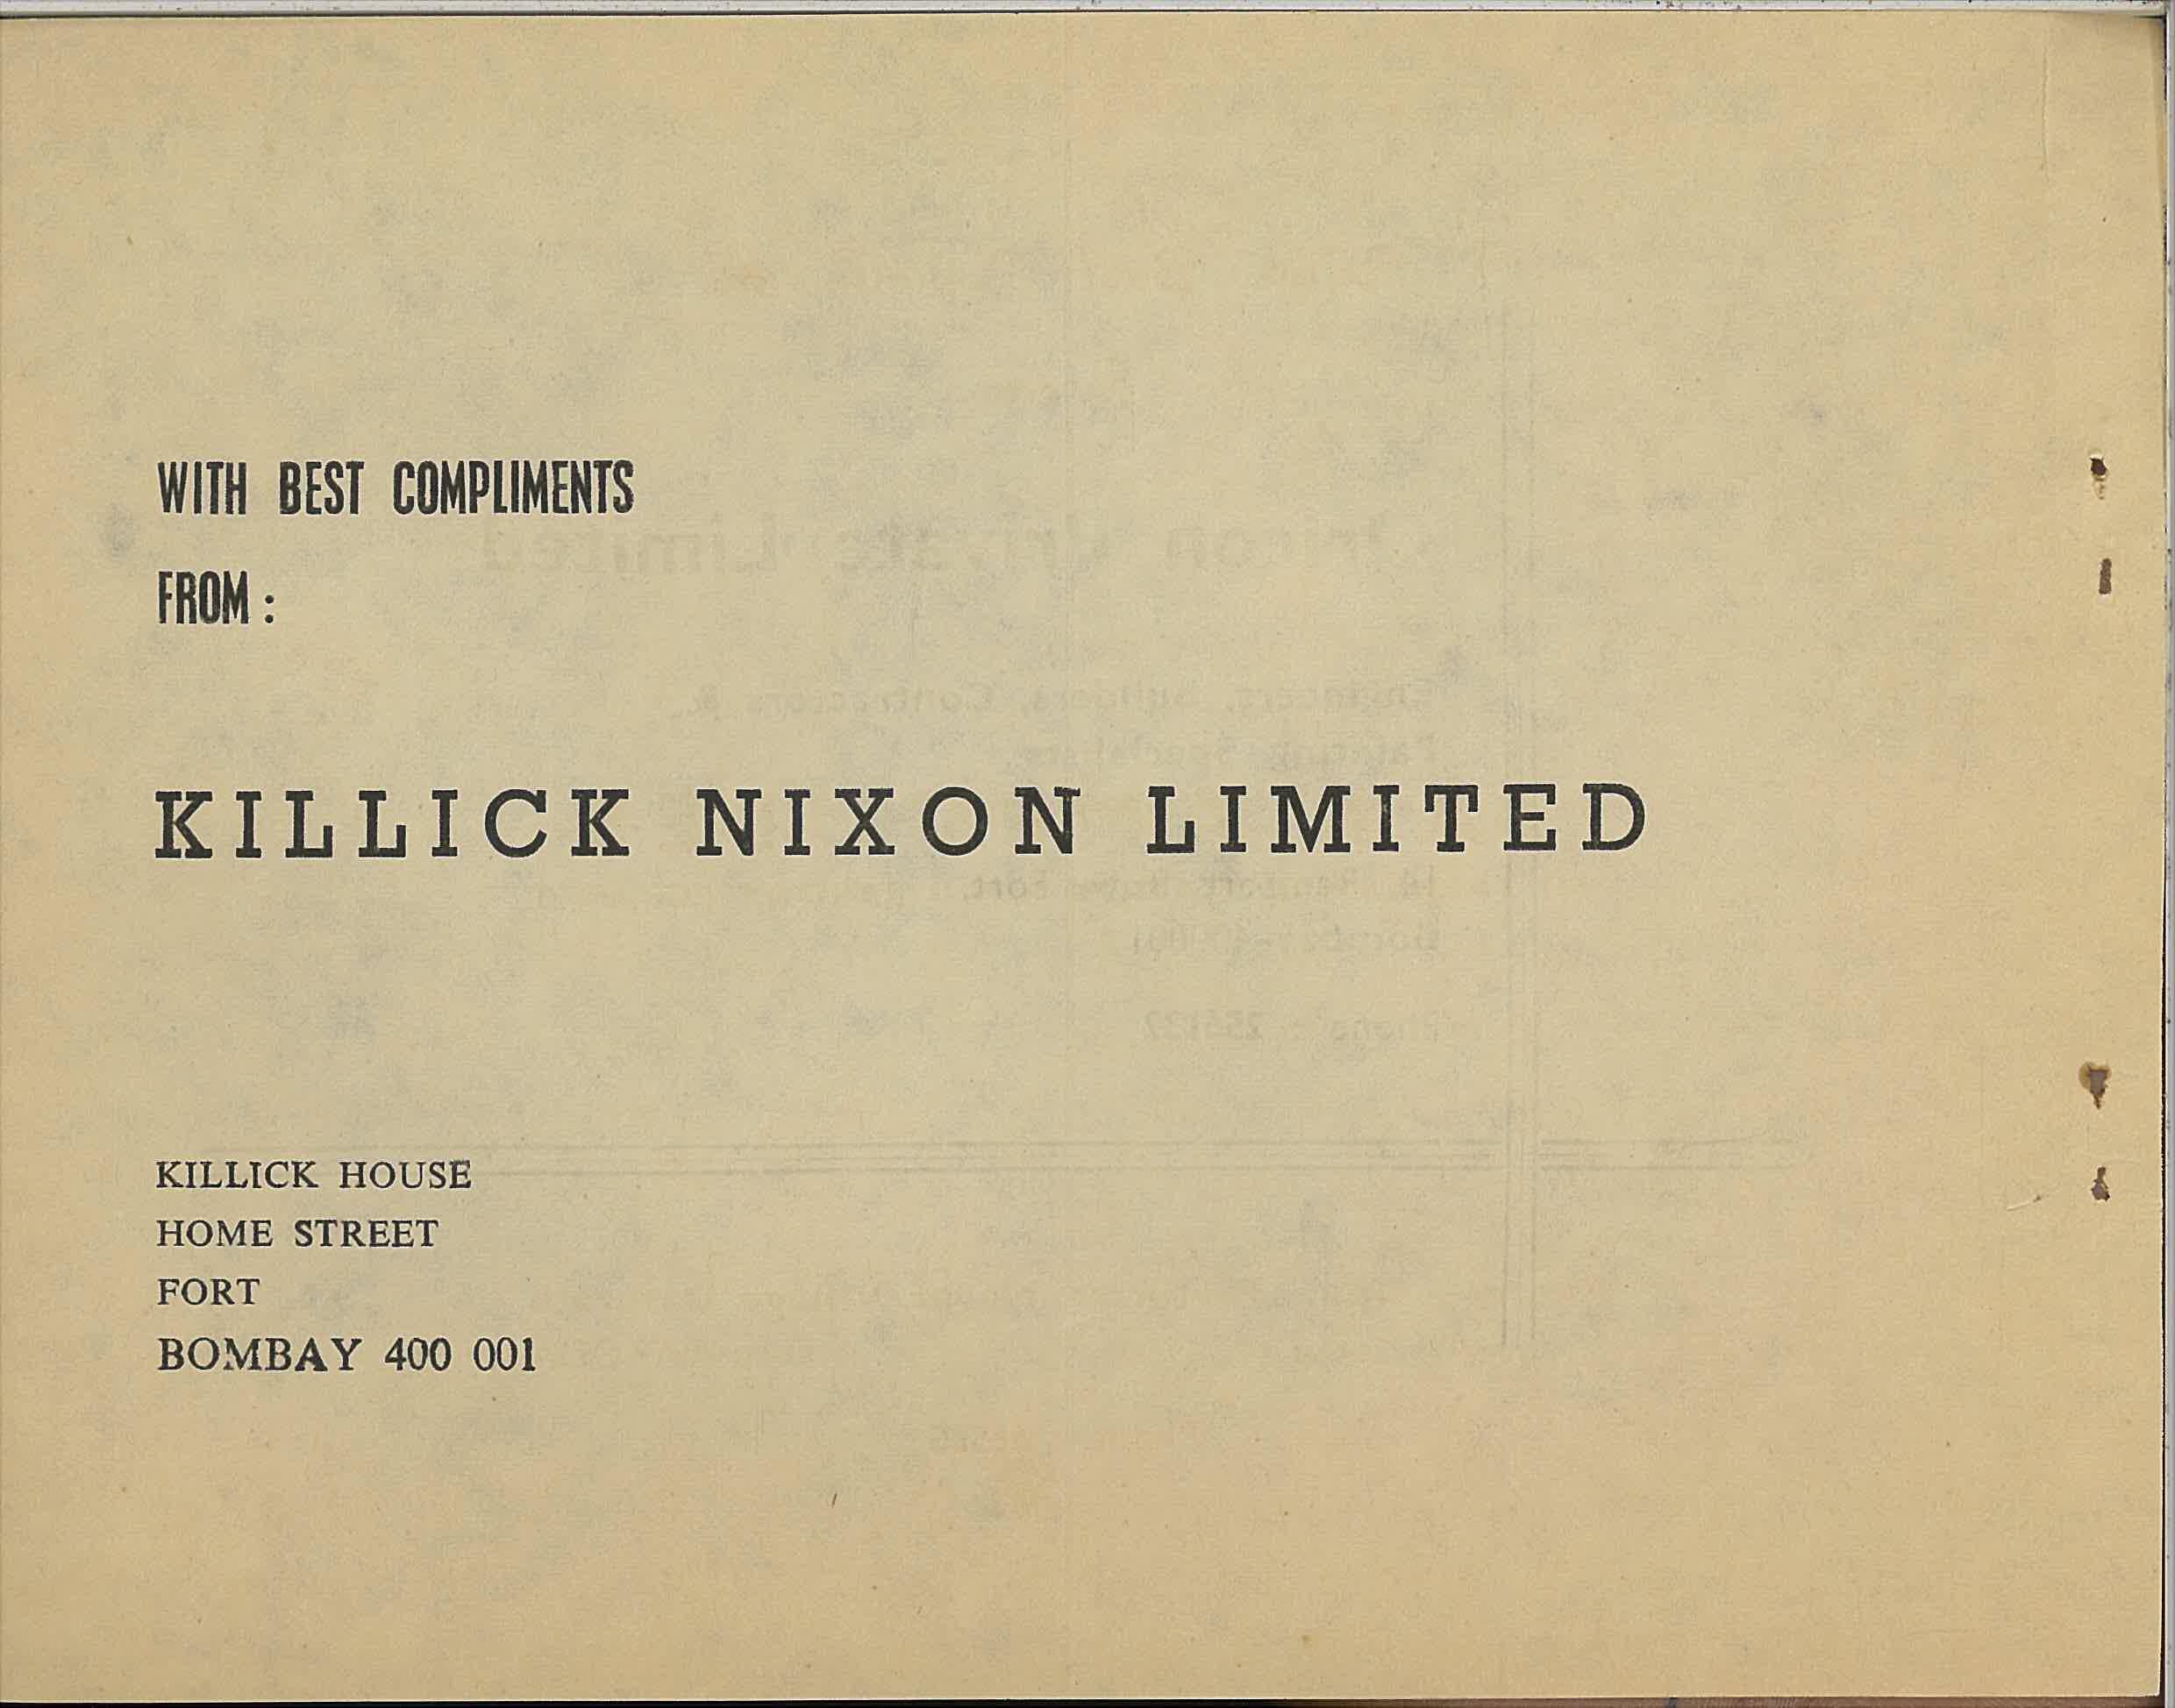 WITH BEST COMPLIMENTS
FROM :
KILLICK NIXON LIMITED
KILLICK HOUSE
HOME STREET
FORT
BOMBAY 400 001